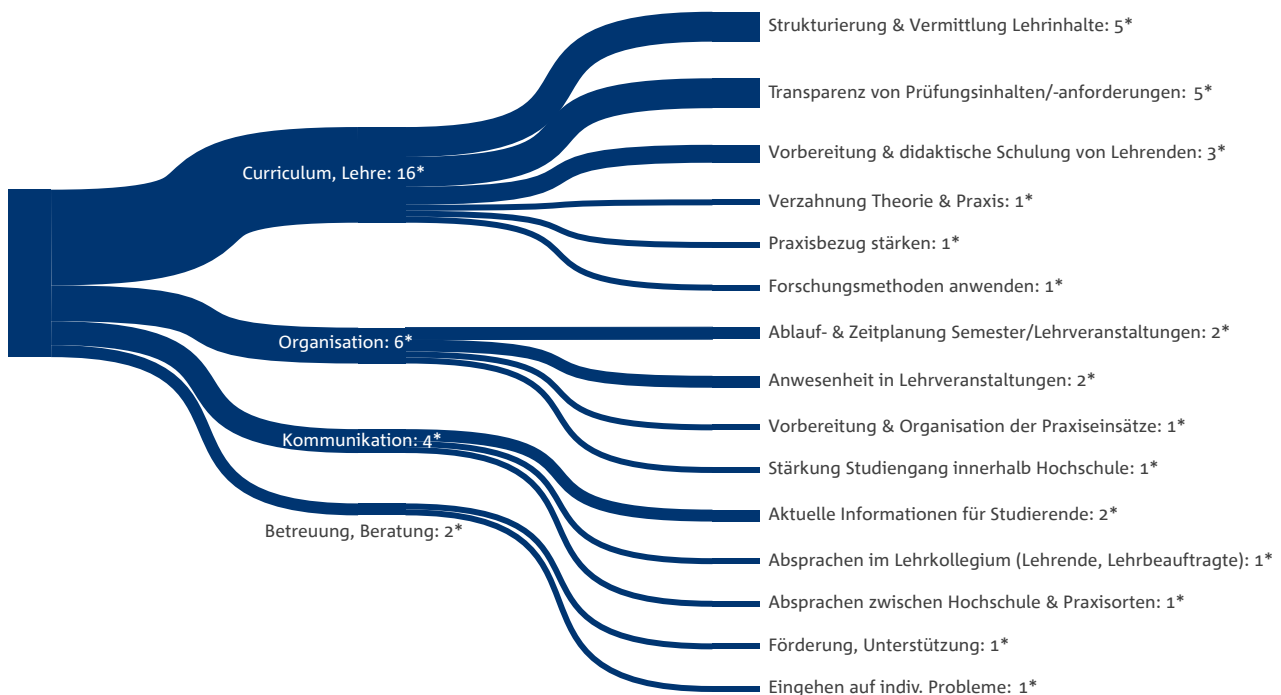 Strukturierung & Vermittlung Lehrinhalte: 5*
Transparenz von Prüfungsinhalten/-anforderungen: 5*
Vorbereitung & didaktische Schulung von Lehrenden: 3*
Curriculum, Lehre: 16*
Verzahnung Theorie & Praxis: 1*
Praxisbezug stärken: 1*
Forschungsmethoden anwenden: 1*
Ablauf- & Zeitplanung Semester/Lehrveranstaltungen: 2*
Organisation: 6*
Anwesenheit in Lehrveranstaltungen: 2*
Vorbereitung & Organisation der Praxiseinsätze: 1*
Kommunikation: 4*
Stärkung Studiengang innerhalb Hochschule: 1*
Aktuelle Informationen für Studierende: 2*
Betreuung, Beratung: 2*
Absprachen im Lehrkollegium (Lehrende, Lehrbeauftragte): 1*
Absprachen zwischen Hochschule & Praxisorten: 1*
Förderung, Unterstützung: 1*
Eingehen auf indiv. Probleme: 1*